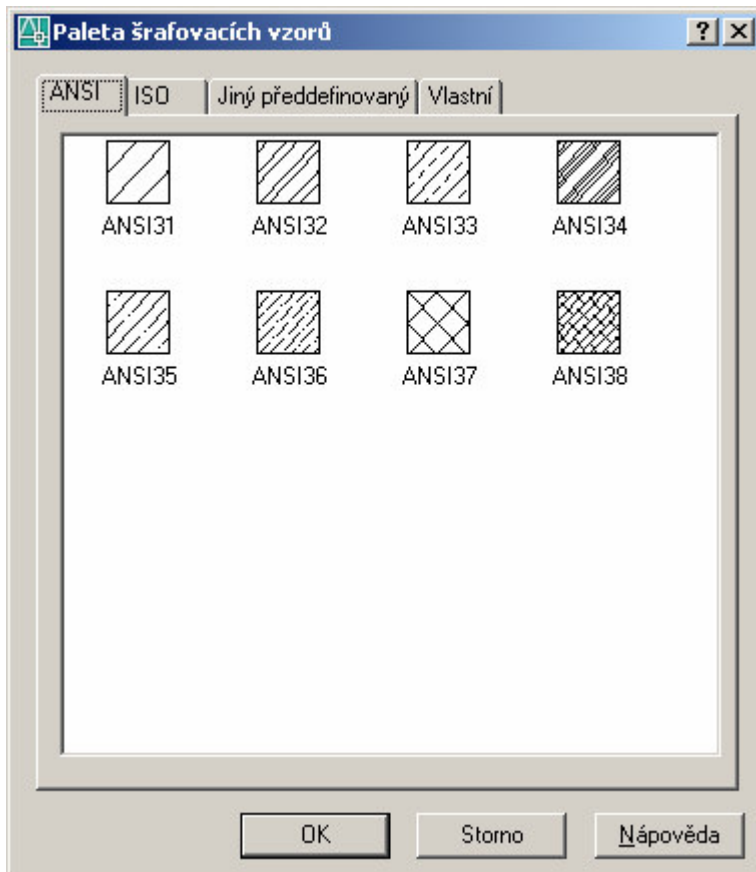 Paleta šrafovacích vzorů
ANSI ISO Jiný předdefinovaný Vlastní
ANSI31 ANSI32 ANSI33 ANSI34
ANSI35 ANSI36 ANSI37 ANSI38
OK Storno Nápověda